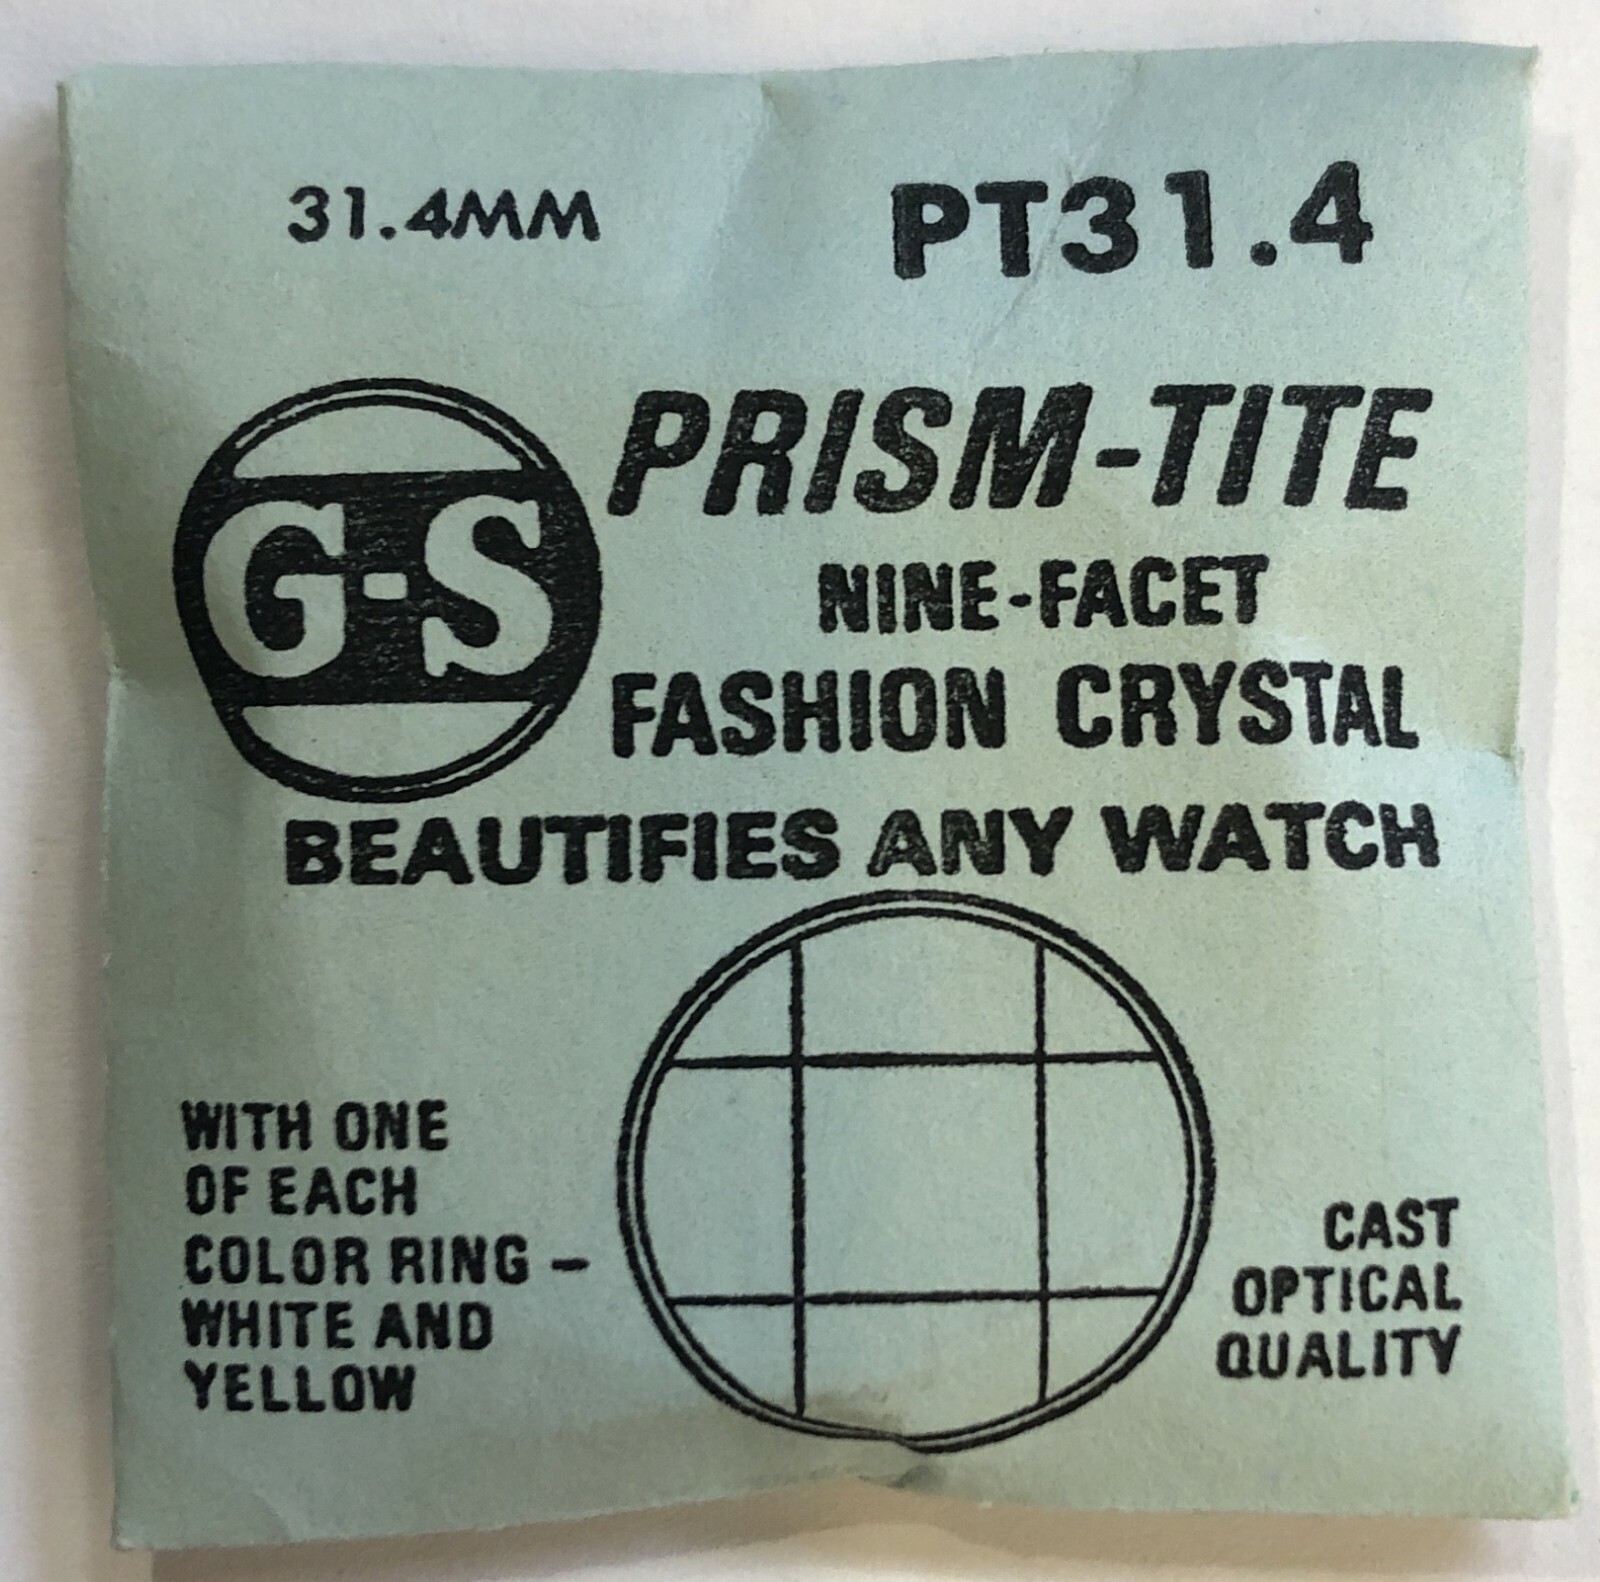 31.4MM
PT31.4
G-S
PRISM-TITE
NINE-FACET
FASHION CRYSTAL
BEAUTIFIES ANY WATCH
WITH ONE
OF EACH
COLOR RING –
WHITE AND
YELLOW
CAST
OPTICAL
QUALITY